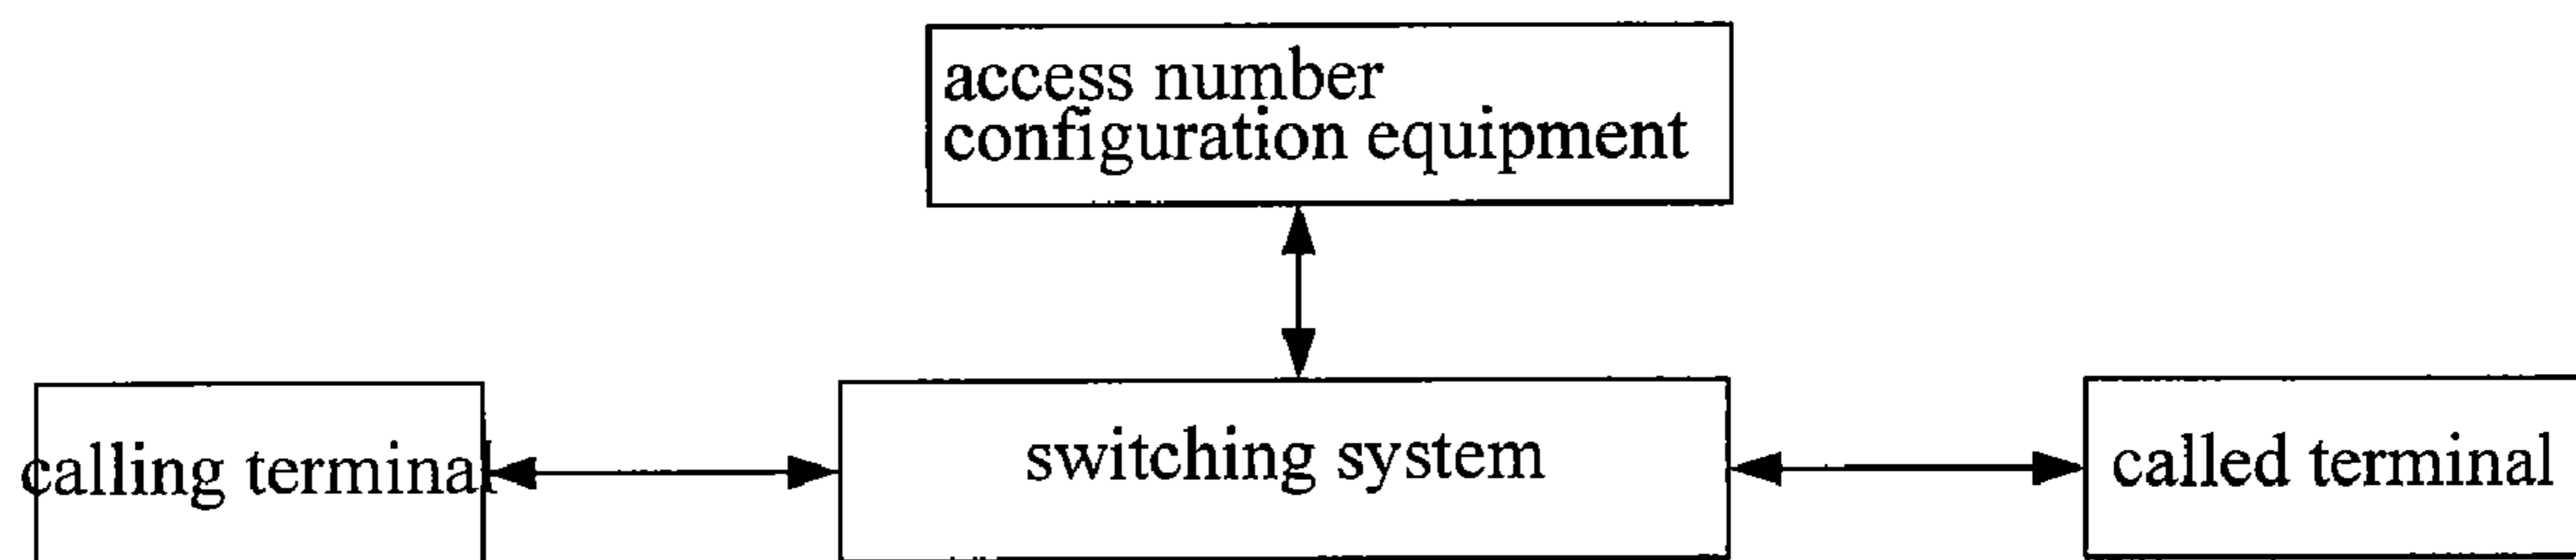 access number
configuration equipment
calling terminal
switching system
called terminal